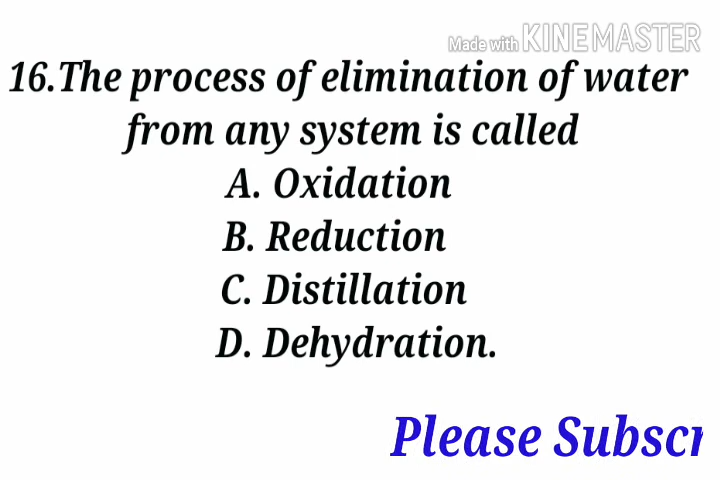 Made with KINEMASTER
16.The process of elimination of water
from any system is called
A. Oxidation
B. Reduction
C. Distillation
D. Dehydration.
Please Subscr